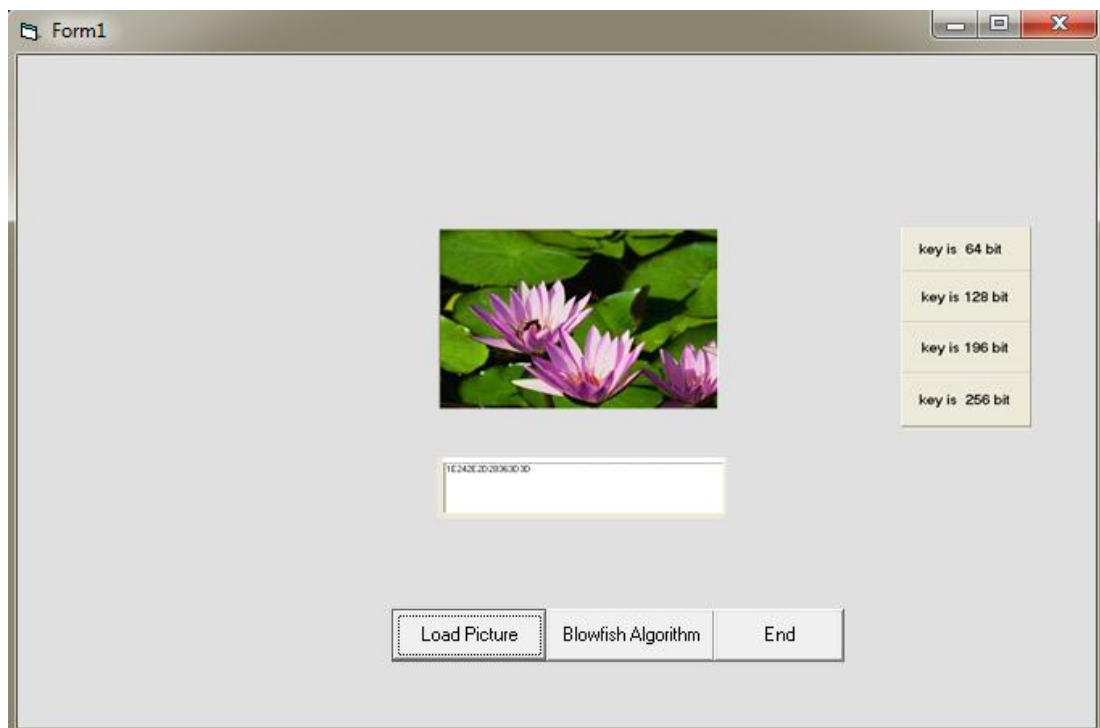 Form1
key is 64 bit
key is 128 bit
key is 196 bit
key is 256 bit
1E242E2D28363D3D
Load Picture
Blowfish Algorithm
End